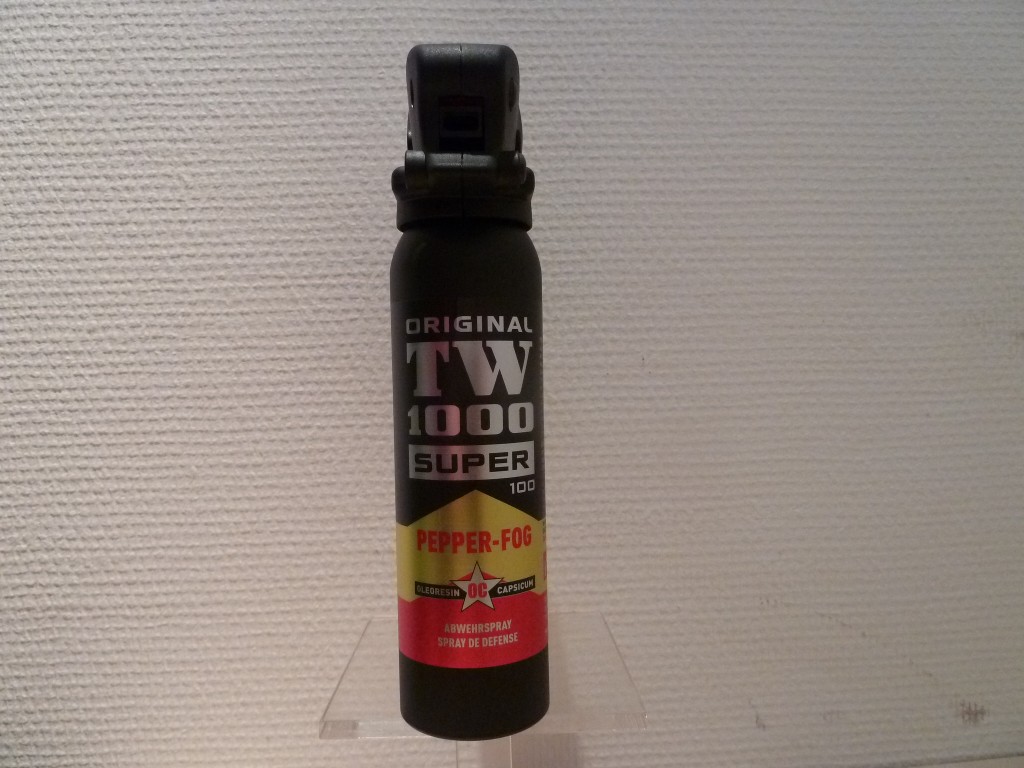 ORIGINAL
TW
1000
SUPER
100
PEPPER-FOG
OLEORESIN OC CAPSICUM
ABWEHRSPRAY
SPRAY DE DEFENSE